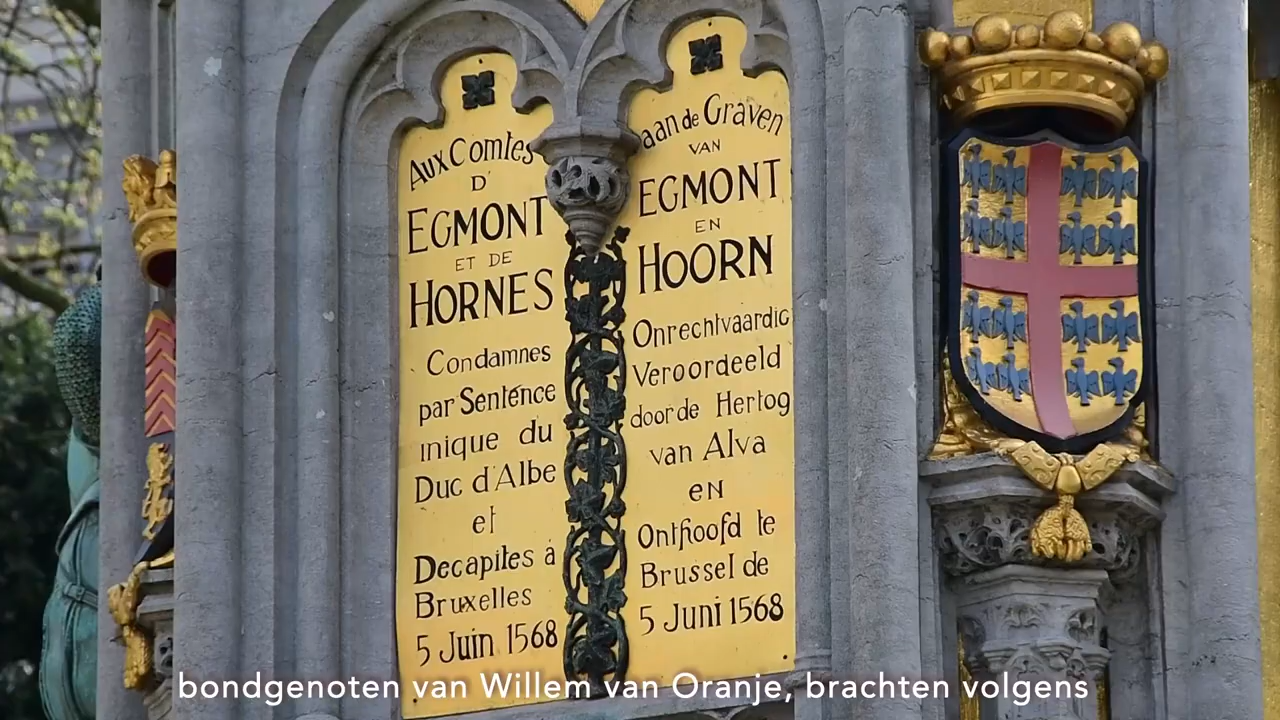 Aux Comtes
D'
EGMONT
ET DE
HORNES
Condamnes
par Sentence
inique du
Duc d'Albe
et
Decapites à
Bruxelles
5 Juin 1568
aan de Graven
VAN
EGMONT
EN
HOORN
Onrechtvaardig
Veroordeeld
door de Hertog
van Alva
en
Onthoofd te
Brussel de
5 Juni 1568
bondgenoten van Willem van Oranje, brachten volgens